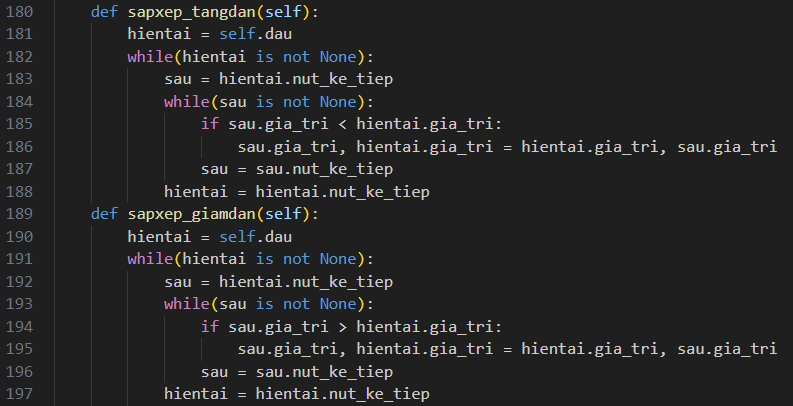 180 def sapxep_tangdan(self):
181 hientai = self.dau
182 while(hientai is not None):
183 sau = hientai.nut_ke_tiep
184 while(sau is not None):
185 if sau.gia_tri < hientai.gia_tri:
186 sau.gia_tri, hientai.gia_tri = hientai.gia_tri, sau.gia_tri
187 sau = sau.nut_ke_tiep
188 hientai = hientai.nut_ke_tiep
189 def sapxep_giamdan(self):
190 hientai = self.dau
191 while(hientai is not None):
192 sau = hientai.nut_ke_tiep
193 while(sau is not None):
194 if sau.gia_tri > hientai.gia_tri:
195 sau.gia_tri, hientai.gia_tri = hientai.gia_tri, sau.gia_tri
196 sau = sau.nut_ke_tiep
197 hientai = hientai.nut_ke_tiep